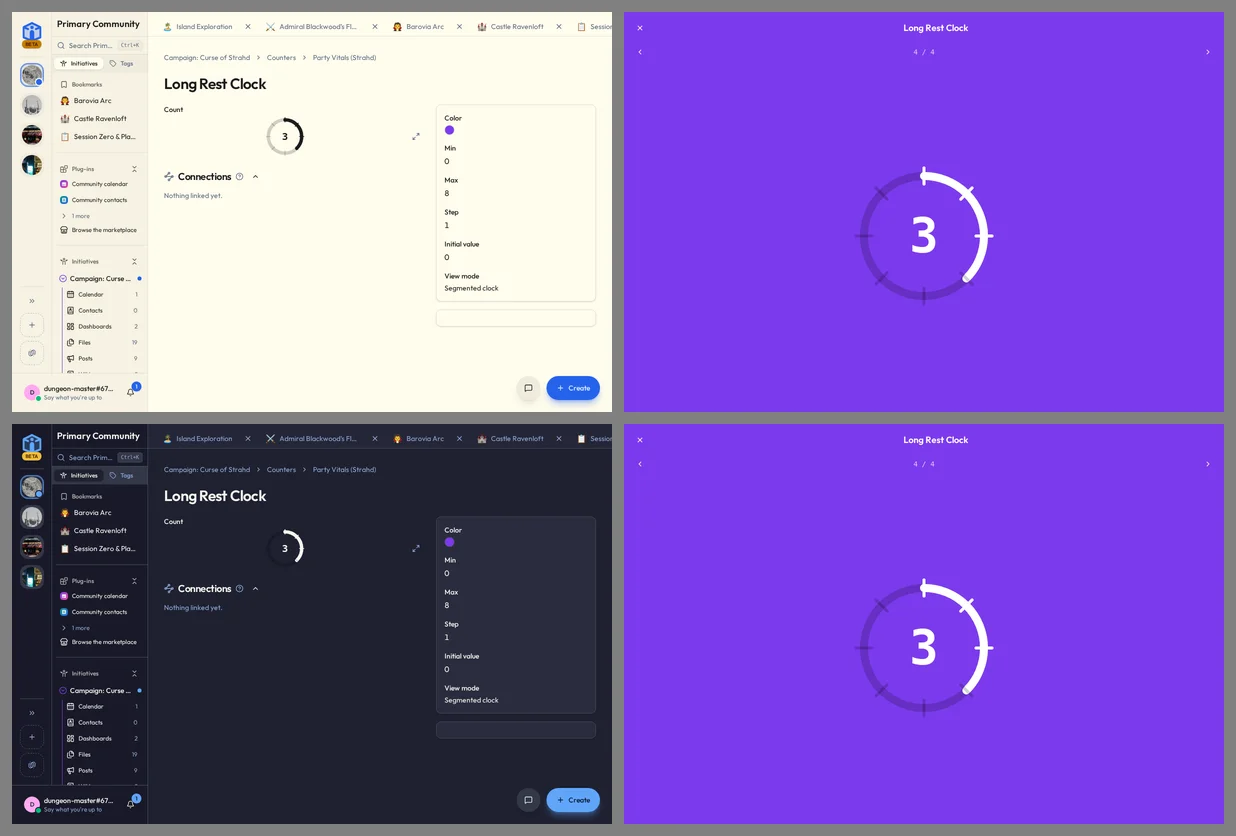 BETA
Primary Community
Search Prim... Ctrl+K
Initiatives Tags
Bookmarks
Barovia Arc
Castle Ravenloft
Session Zero & Pla...
Plug-ins
Community calendar
Community contacts
1 more
Browse the marketplace
Initiatives
Campaign: Curse ...
Calendar 1
Contacts 0
Dashboards 2
Files 19
Posts 9
D
dungeon-master#67...
Say what you're up to
1
Island Exploration
Admiral Blackwood's Fl...
Barovia Arc
Castle Ravenloft
Session
Campaign: Curse of Strahd > Counters > Party Vitals (Strahd)
Long Rest Clock
Count
3
Connections
Nothing linked yet.
Color
Min
0
Max
8
Step
1
Initial value
0
View mode
Segmented clock
+ Create
Long Rest Clock
4 / 4
3
BETA
Primary Community
Search Prim... Ctrl+K
Initiatives Tags
Bookmarks
Barovia Arc
Castle Ravenloft
Session Zero & Pla...
Plug-ins
Community calendar
Community contacts
1 more
Browse the marketplace
Initiatives
Campaign: Curse ...
Calendar 1
Contacts 0
Dashboards 2
Files 19
Posts 9
D
dungeon-master#67...
Say what you're up to
1
Island Exploration
Admiral Blackwood's Fl...
Barovia Arc
Castle Ravenloft
Session
Campaign: Curse of Strahd > Counters > Party Vitals (Strahd)
Long Rest Clock
Count
3
Connections
Nothing linked yet.
Color
Min
0
Max
8
Step
1
Initial value
0
View mode
Segmented clock
+ Create
Long Rest Clock
4 / 4
3